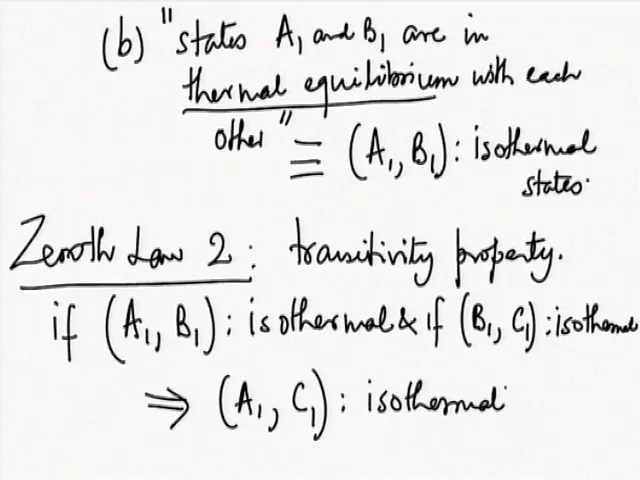 (b) "states A₁ and B₁ are in
thermal equilibrium with each
other" ≡ (A₁, B₁): isothermal
states.
Zeroth Law 2: transitivity property.
if (A₁, B₁): isothermal & if (B₁, C₁): isothermal
⇒ (A₁, C₁): isothermal